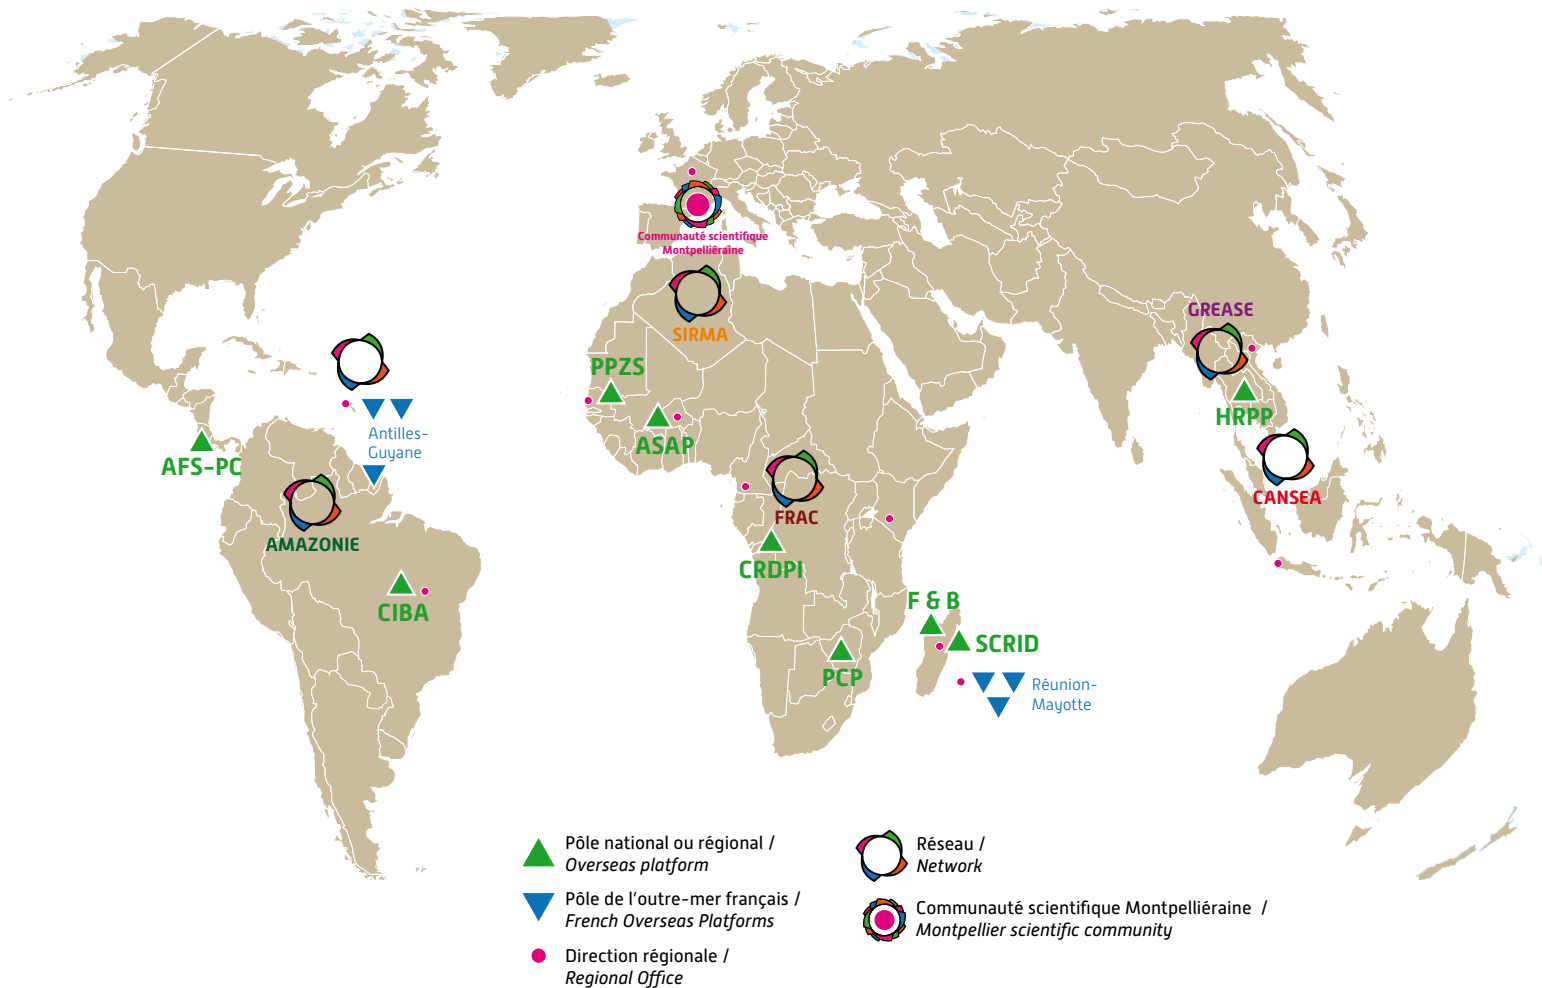 Communauté scientifique
Montpelliéraine
SIRMA
GREASE
PPZS
ASAP
HRPP
Antilles-
Guyane
AFS-PC
CANSEA
AMAZONIE
FRAC
CRDPI
CIBA
F & B
SCRID
PCP
Réunion-
Mayotte
Pôle national ou régional /
Overseas platform
Pôle de l'outre-mer français /
French Overseas Platforms
Direction régionale /
Regional Office
Réseau /
Network
Communauté scientifique Montpelliéraine /
Montpellier scientific community